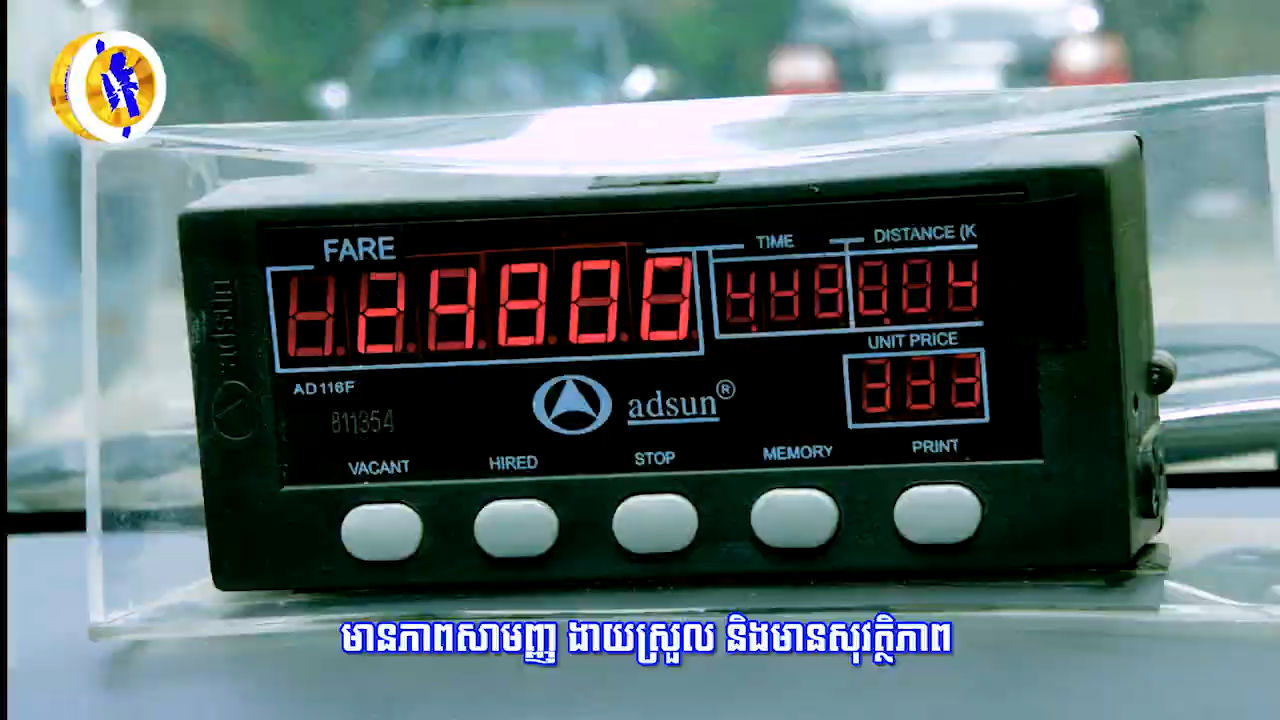 FARE
TIME
DISTANCE (K
UNIT PRICE
adsun
AD116F
811354
adsun®
VACANT
HIRED
STOP
MEMORY
PRINT
មានភាពសាមញ្ញ ងាយស្រួល និងមានសុវត្ថិភាព